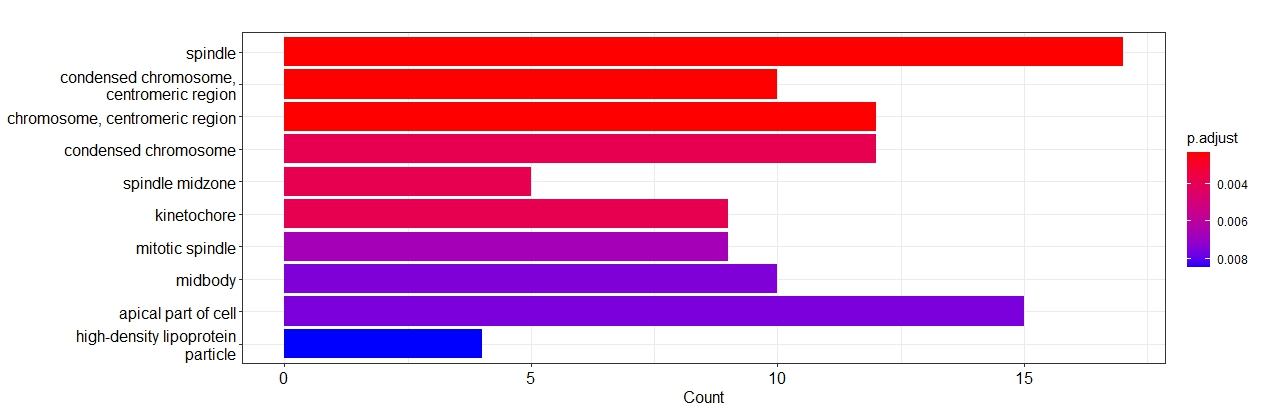 spindle
condensed chromosome,
centromeric region
chromosome, centromeric region
condensed chromosome
spindle midzone
kinetochore
mitotic spindle
midbody
apical part of cell
high-density lipoprotein
particle
0 5 10 15
Count
p.adjust
0.004
0.006
0.008